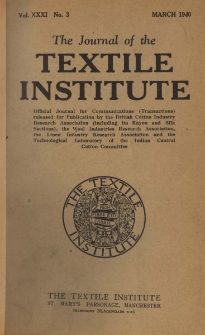 Vol. XXXI No. 3 MARCH 1940
The Journal of the
TEXTILE
INSTITUTE
Official Journal for Communications (Transactions)
released for Publication by the British Cotton Industry
Research Association (including its Rayon and Silk
Sections), the Wool Industries Research Association,
the Linen Industry Research Association and the
Technological Laboratory of the Indian Central
Cotton Committee
THE TEXTILE
INSTITUTE
THE TEXTILE INSTITUTE
ST. MARY'S PARSONAGE, MANCHESTER